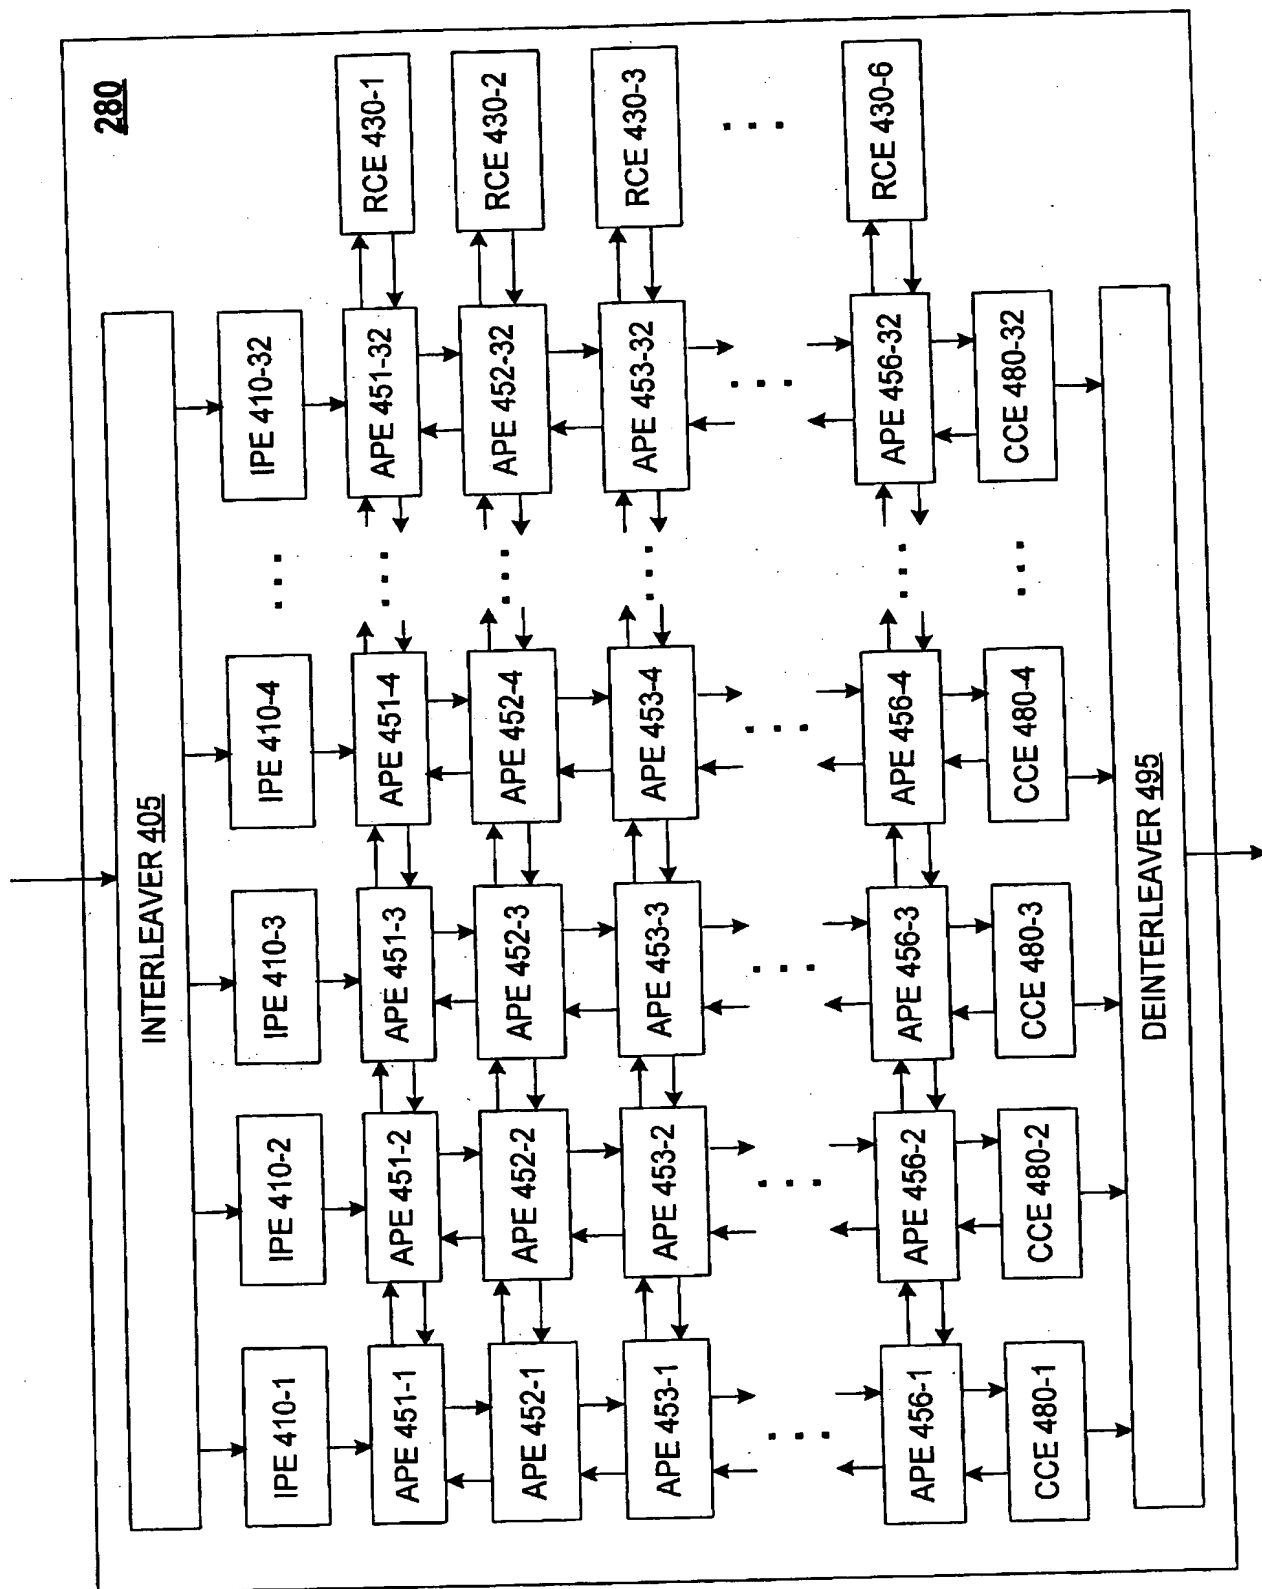 280
INTERLEAVER 405
IPE 410-1
IPE 410-2
IPE 410-3
IPE 410-4
IPE 410-32
APE 451-1
APE 451-2
APE 451-3
APE 451-4
APE 451-32
RCE 430-1
APE 452-1
APE 452-2
APE 452-3
APE 452-4
APE 452-32
RCE 430-2
APE 453-1
APE 453-2
APE 453-3
APE 453-4
APE 453-32
RCE 430-3
APE 456-1
APE 456-2
APE 456-3
APE 456-4
APE 456-32
RCE 430-6
CCE 480-1
CCE 480-2
CCE 480-3
CCE 480-4
CCE 480-32
DEINTERLEAVER 495